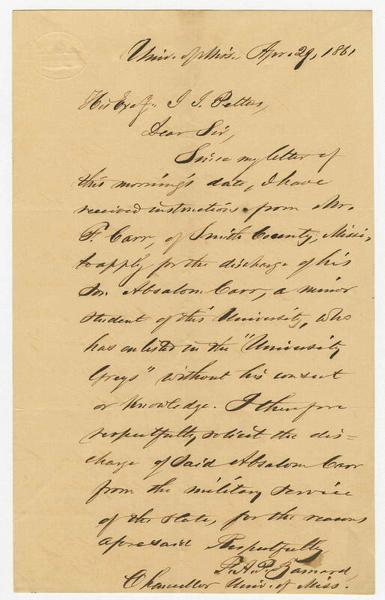 Univ. of Miss. Apr. 29, 1861
His Exc'y J. J. Pettus,
Dear Sir,
Since my letter of
this morning's date, I have
received instructions from Mr.
F. Carr, of Smith County, Miss.,
to apply for the discharge of his
son Absalom Carr, a minor
student of this University, who
has enlisted in the "University
Greys" without his consent
or knowledge. I therefore
respectfully solicit the dis=
charge of said Absalom Carr
from the military service
of the State, for the reasons
aforesaid Respectfully
F. A. P. Barnard,
Chancellor Univ. of Miss.